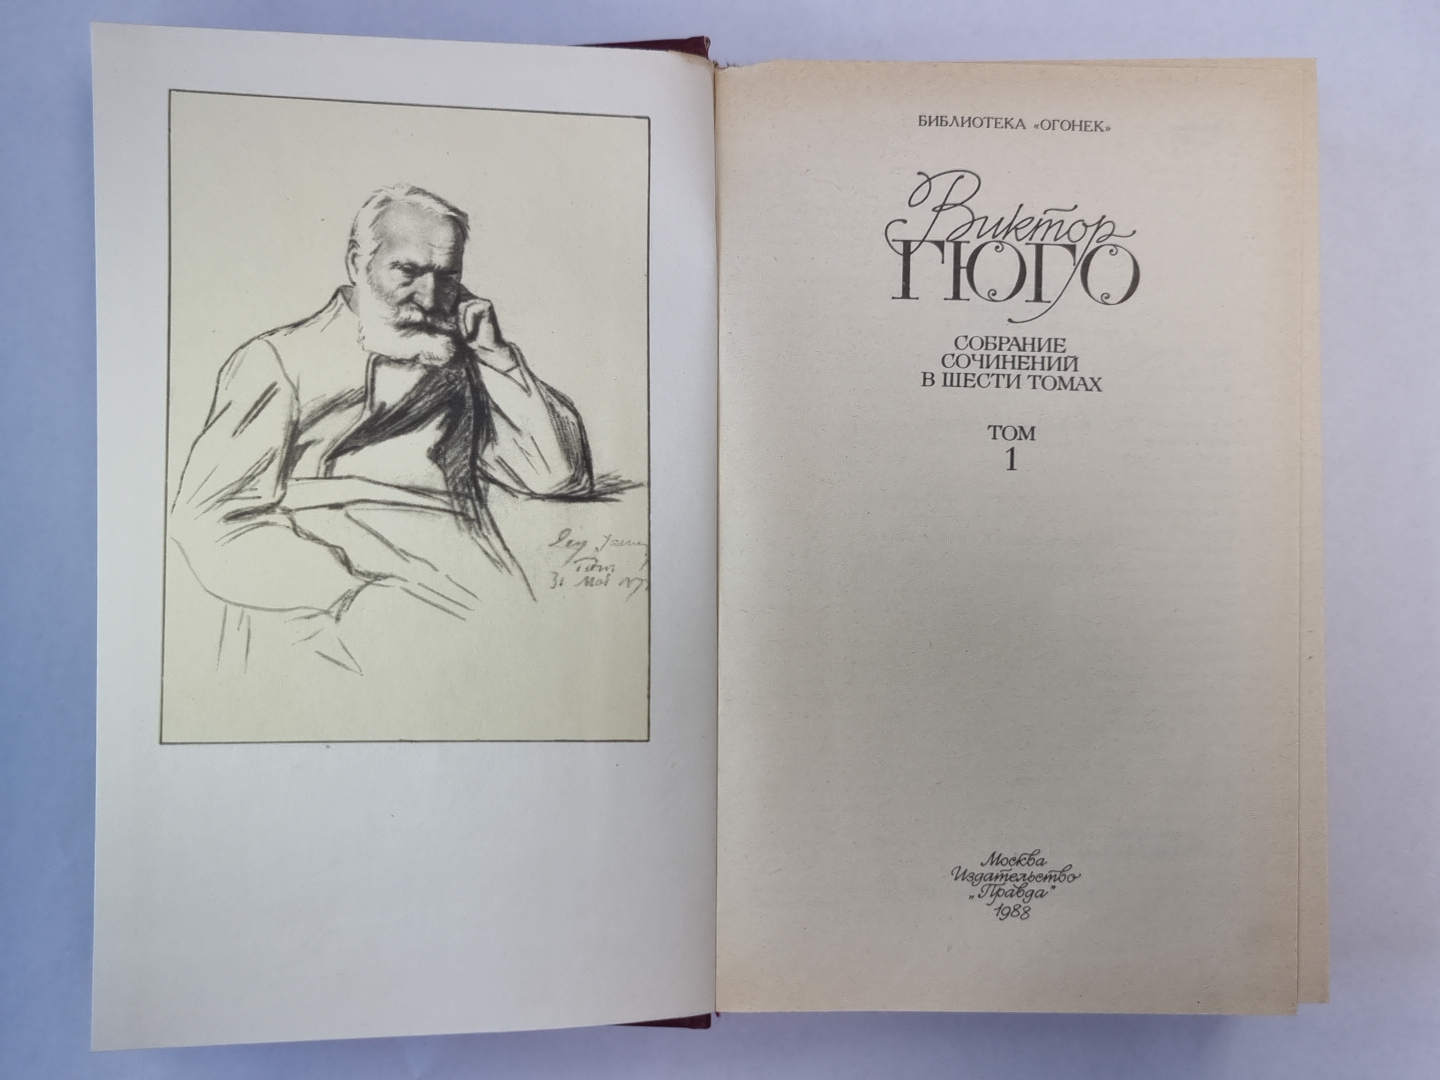 31 Mai
БИБЛИОТЕКА «ОГОНЕК»
Виктор
ГЮГО
СОБРАНИЕ
СОЧИНЕНИЙ
В ШЕСТИ ТОМАХ
ТОМ
1
Москва
Издательство
„Правда"
1988